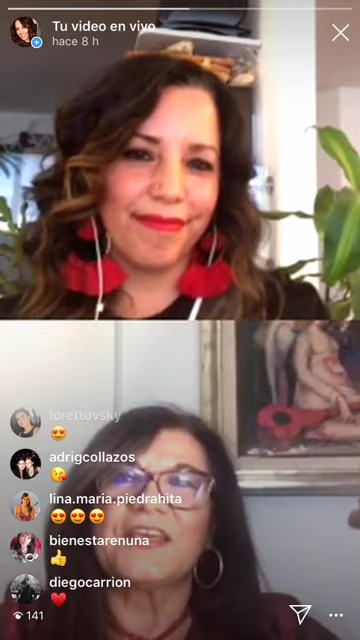 Tu video en vivo
hace 8 h
lorettovsky
adrigcollazos
lina.maria.piedrahita
bienestarenuna
diegocarrion
141